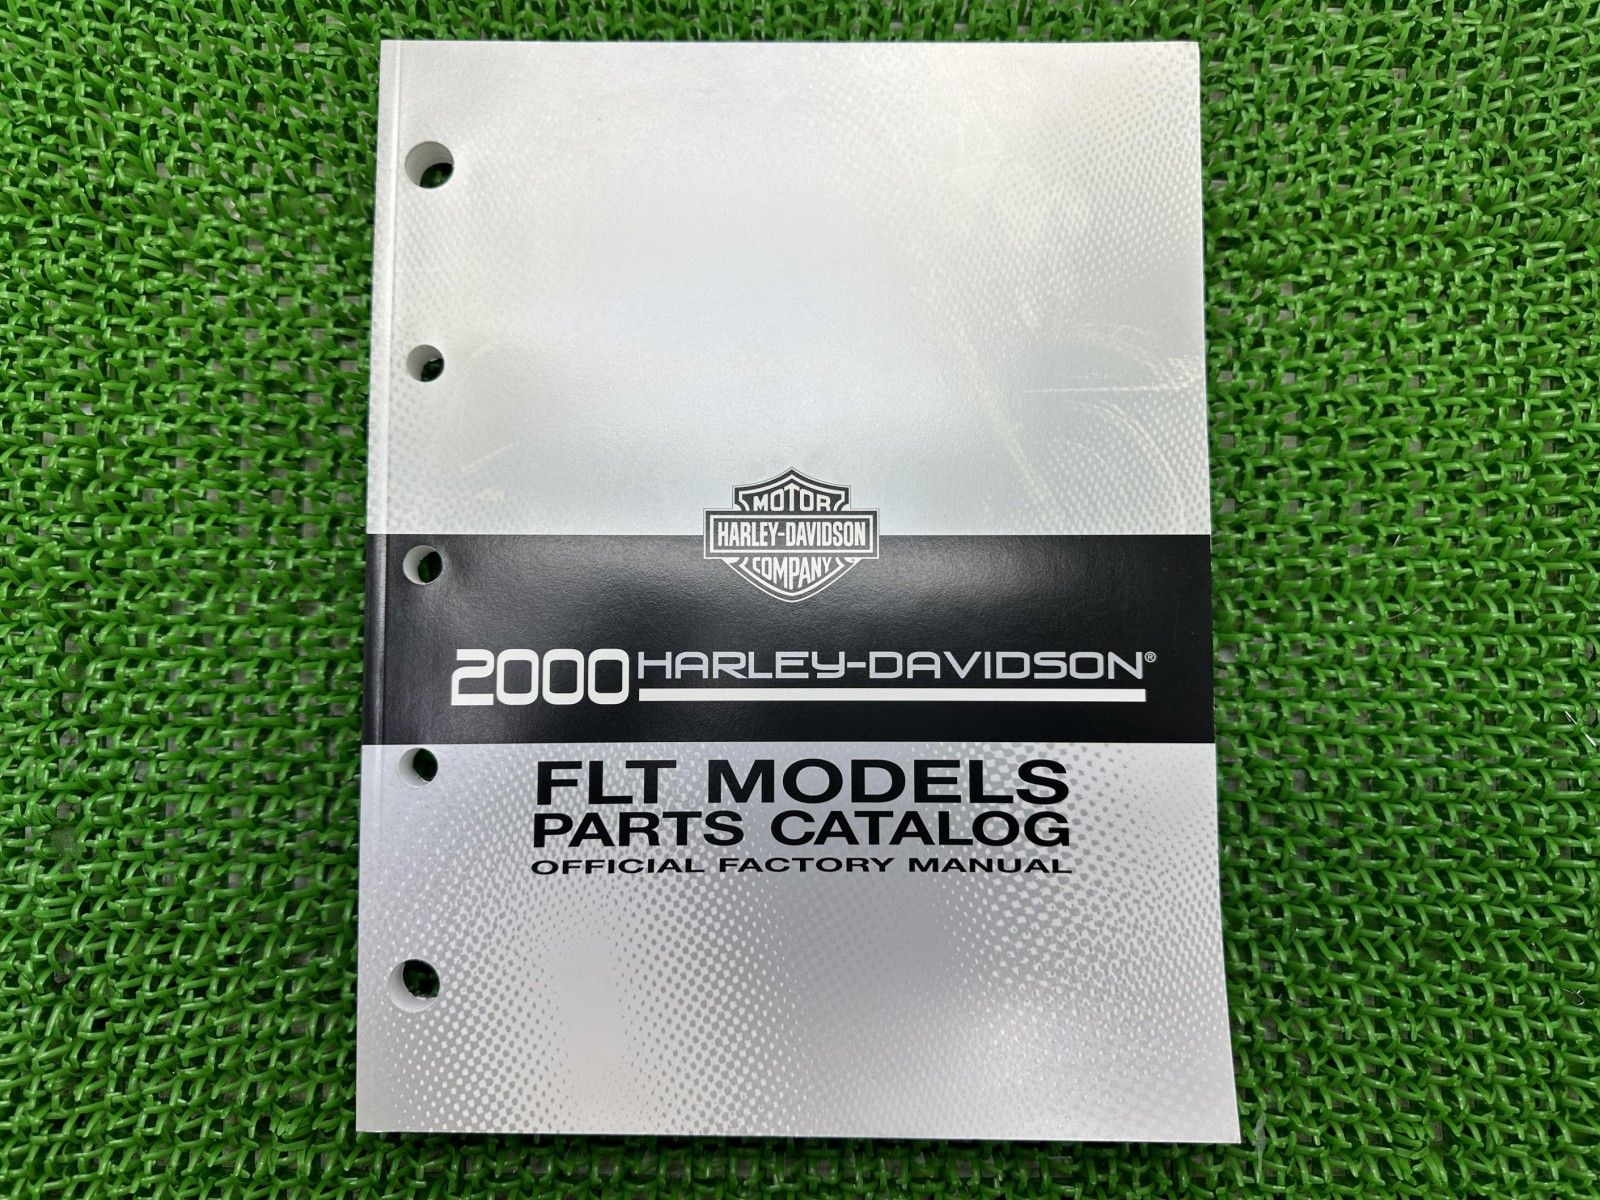 MOTOR
HARLEY-DAVIDSON
COMPANY
2000 HARLEY-DAVIDSON®
FLT MODELS
PARTS CATALOG
OFFICIAL FACTORY MANUAL